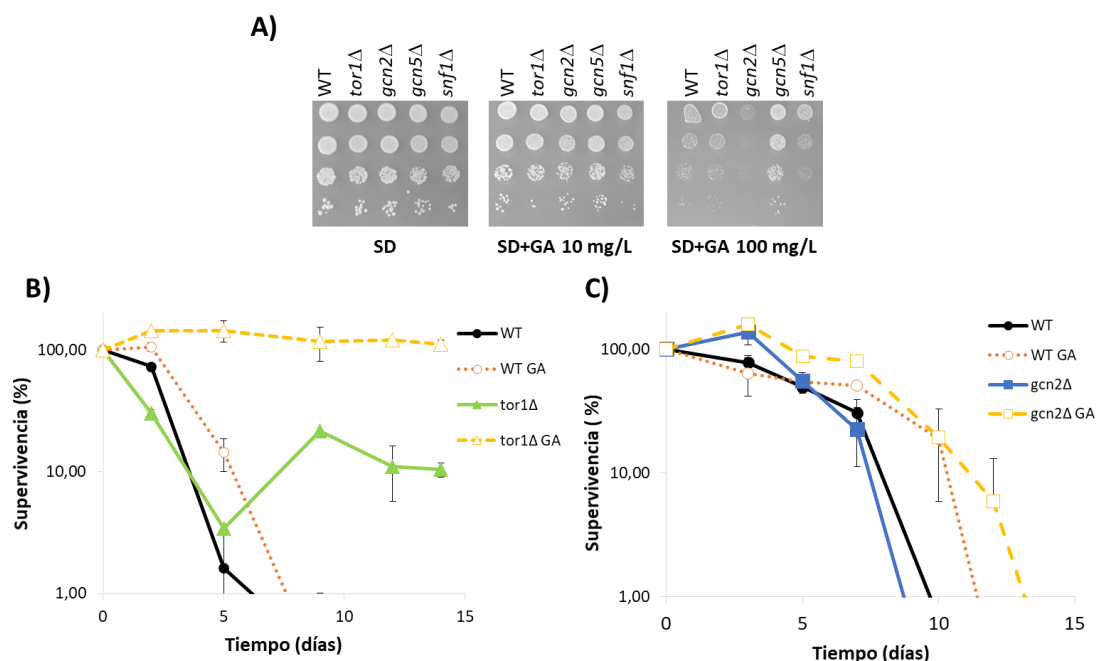 A)
WT tor1Δ gcn2Δ gcn5Δ snf1Δ WT tor1Δ gcn2Δ gcn5Δ snf1Δ WT tor1Δ gcn2Δ gcn5Δ snf1Δ
SD SD+GA 10 mg/L SD+GA 100 mg/L
B)
100,00
10,00
1,00
0 5 10 15
Supervivencia (%)
Tiempo (días)
WT
WT GA
tor1Δ
tor1Δ GA
C)
100,00
10,00
1,00
0 5 10 15
Supervivencia (%)
Tiempo (días)
WT
WT GA
gcn2Δ
gcn2Δ GA